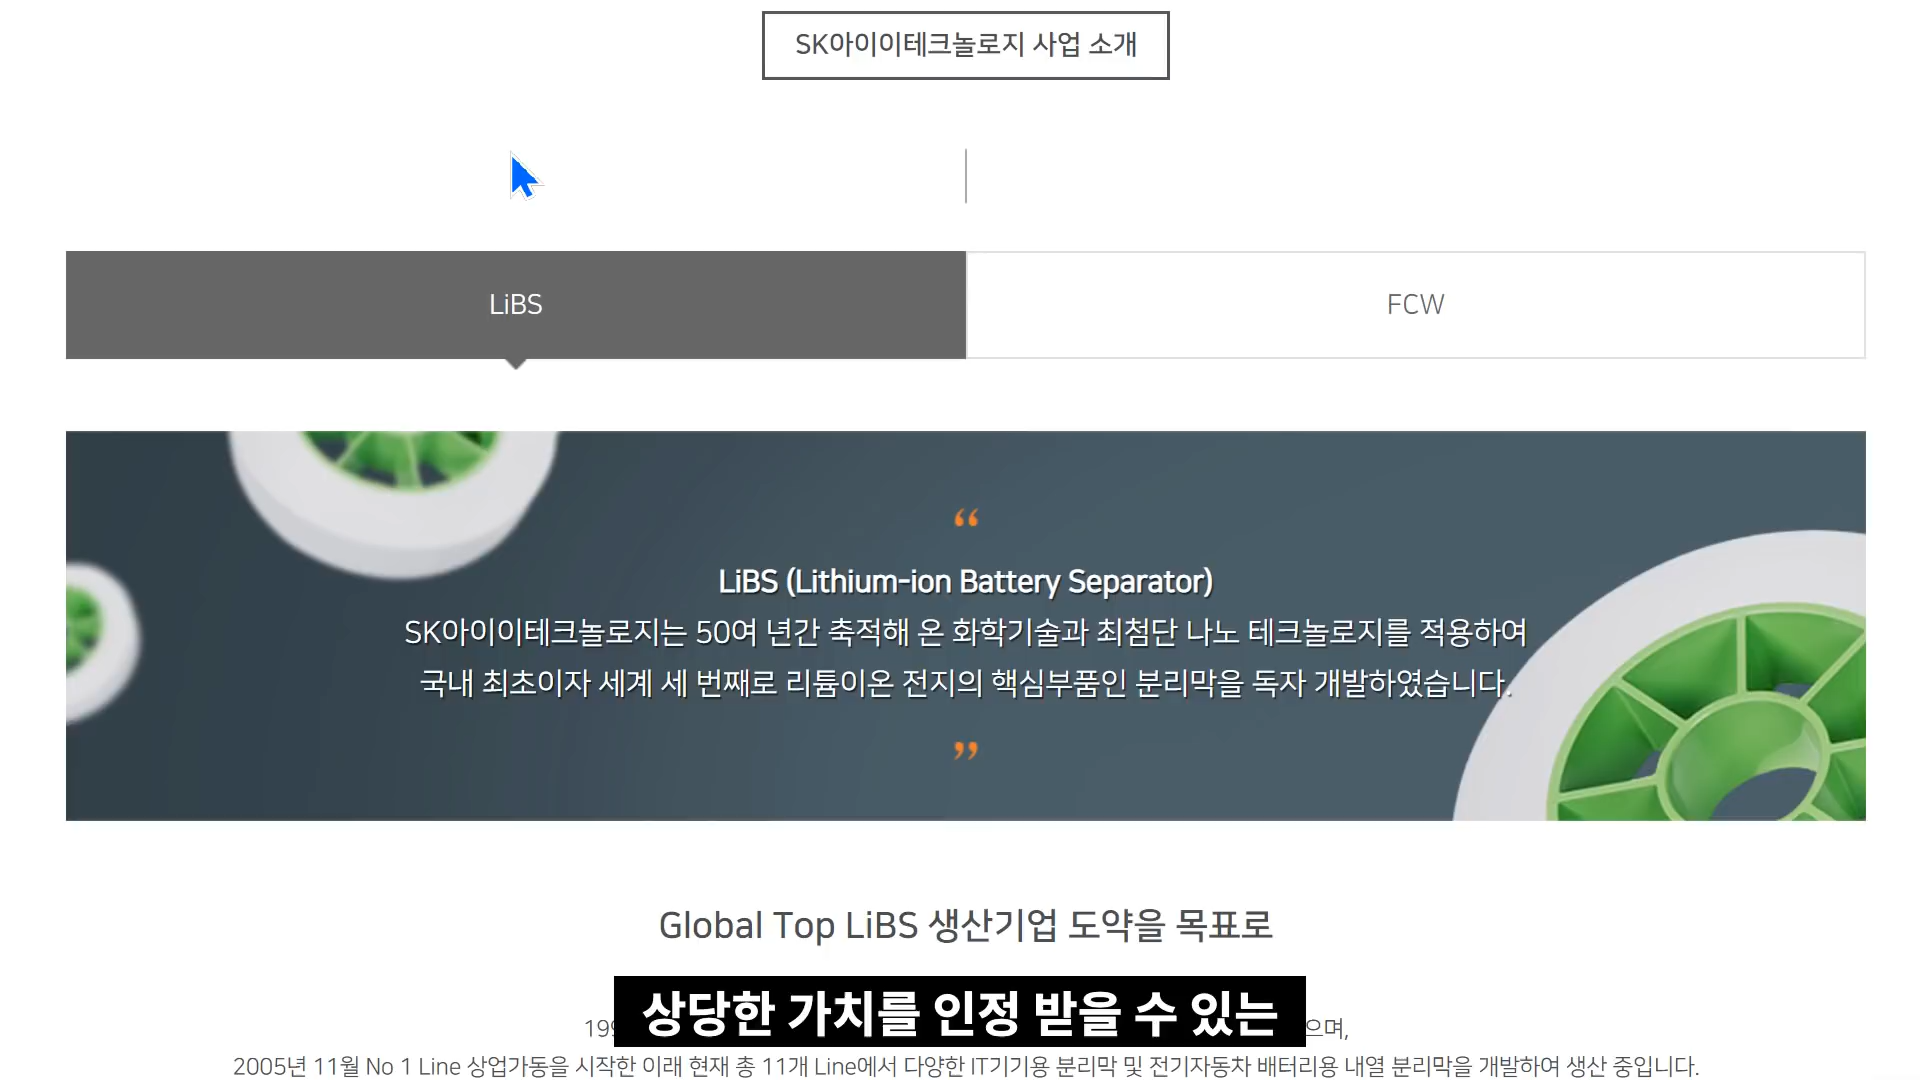 SK아이이테크놀로지 사업 소개
LiBS
FCW
“
LiBS (Lithium-ion Battery Separator)
SK아이이테크놀로지는 50여 년간 축적해 온 화학기술과 최첨단 나노 테크놀로지를 적용하여
국내 최초이자 세계 세 번째로 리튬이온 전지의 핵심부품인 분리막을 독자 개발하였습니다.
”
Global Top LiBS 생산기업 도약을 목표로
상당한 가치를 인정 받을 수 있는
2005년 11월 No 1 Line 상업가동을 시작한 이래 현재 총 11개 Line에서 다양한 IT기기용 분리막 및 전기자동차 배터리용 내열 분리막을 개발하여 생산 중입니다.